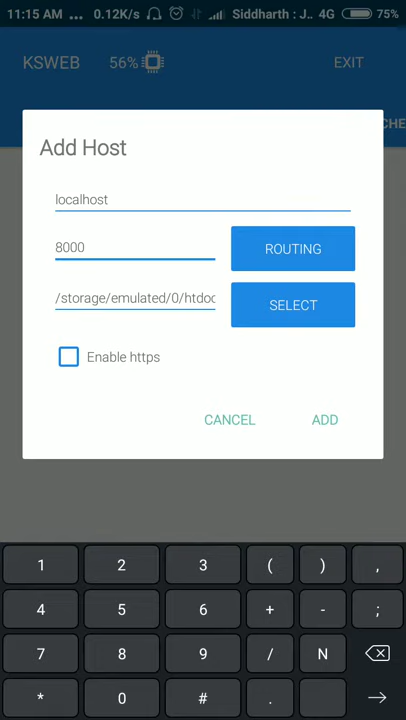 11:15 AM ... 0.12K/s Siddharth : J.. 4G 75%
KSWEB 56% EXIT
CHE
Add Host
localhost
8000 ROUTING
/storage/emulated/0/htdoc SELECT
Enable https
CANCEL ADD
1 2 3 ( ) ,
4 5 6 + - ;
7 8 9 / N
* 0 # .